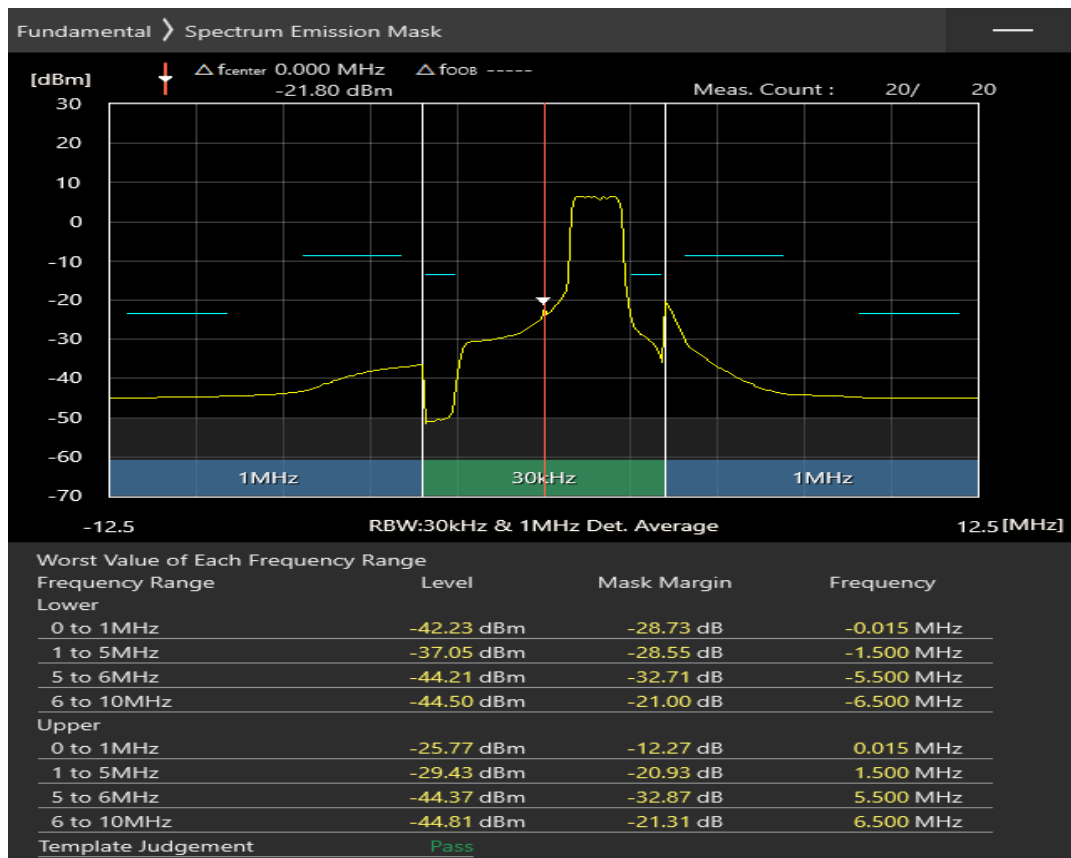 Fundamental ❯ Spectrum Emission Mask
[dBm] △ fcenter 0.000 MHz △ fOOB -----
-21.80 dBm Meas. Count : 20/ 20
30
20
10
0
-10
-20
-30
-40
-50
-60
1MHz 30kHz 1MHz
-70
-12.5 RBW:30kHz & 1MHz Det. Average 12.5 [MHz]
Worst Value of Each Frequency Range
Frequency Range Level Mask Margin Frequency
Lower
0 to 1MHz -42.23 dBm -28.73 dB -0.015 MHz
1 to 5MHz -37.05 dBm -28.55 dB -1.500 MHz
5 to 6MHz -44.21 dBm -32.71 dB -5.500 MHz
6 to 10MHz -44.50 dBm -21.00 dB -6.500 MHz
Upper
0 to 1MHz -25.77 dBm -12.27 dB 0.015 MHz
1 to 5MHz -29.43 dBm -20.93 dB 1.500 MHz
5 to 6MHz -44.37 dBm -32.87 dB 5.500 MHz
6 to 10MHz -44.81 dBm -21.31 dB 6.500 MHz
Template Judgement Pass